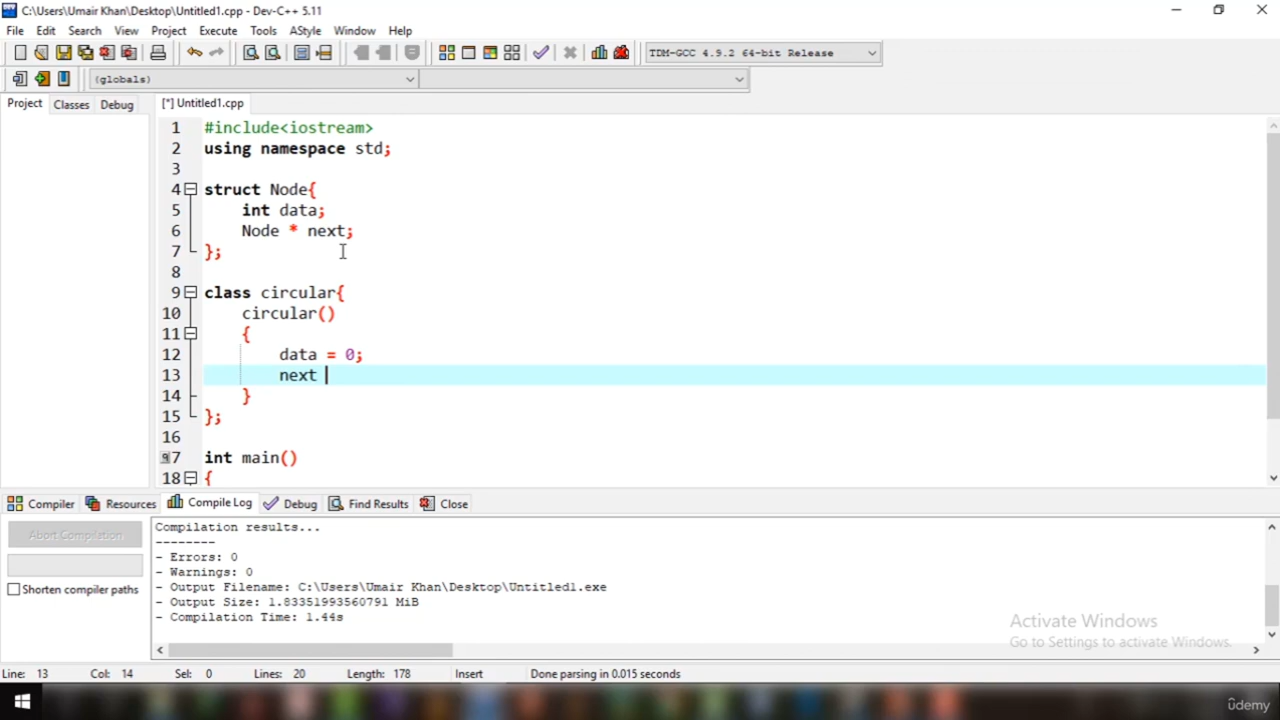 C:\Users\Umair Khan\Desktop\Untitled1.cpp - Dev-C++ 5.11
File Edit Search View Project Execute Tools AStyle Window Help
TDM-GCC 4.9.2 64-bit Release
(globals)
Project Classes Debug [*] Untitled1.cpp
1 #include<iostream>
2 using namespace std;
3
4 struct Node{
5 int data;
6 Node * next;
7 };
8
9 class circular{
10 circular()
11 {
12 data = 0;
13 next
14 }
15 };
16
17 int main()
18 {
Compiler Resources Compile Log Debug Find Results Close
Abort Compilation
Shorten compiler paths
Compilation results...
--------
- Errors: 0
- Warnings: 0
- Output Filename: C:\Users\Umair Khan\Desktop\Untitled1.exe
- Output Size: 1.83351993560791 MiB
- Compilation Time: 1.44s
Activate Windows
Go to Settings to activate Windows.
Line: 13 Col: 14 Sel: 0 Lines: 20 Length: 178 Insert Done parsing in 0.015 seconds
ûdemy